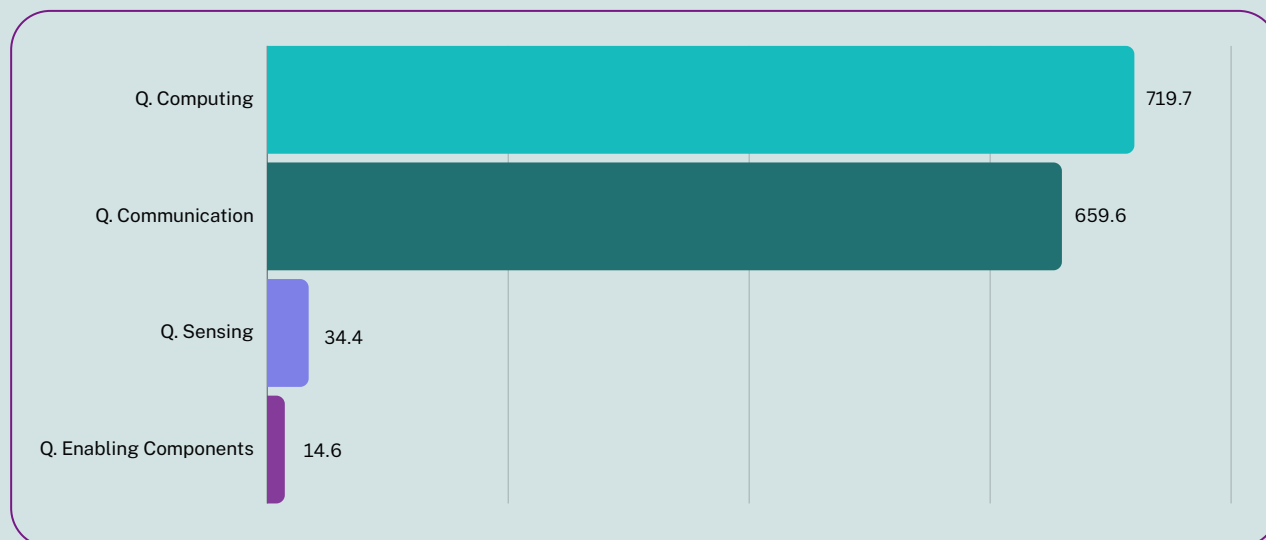 Q. Computing
719.7
Q. Communication
659.6
Q. Sensing
34.4
Q. Enabling Components
14.6